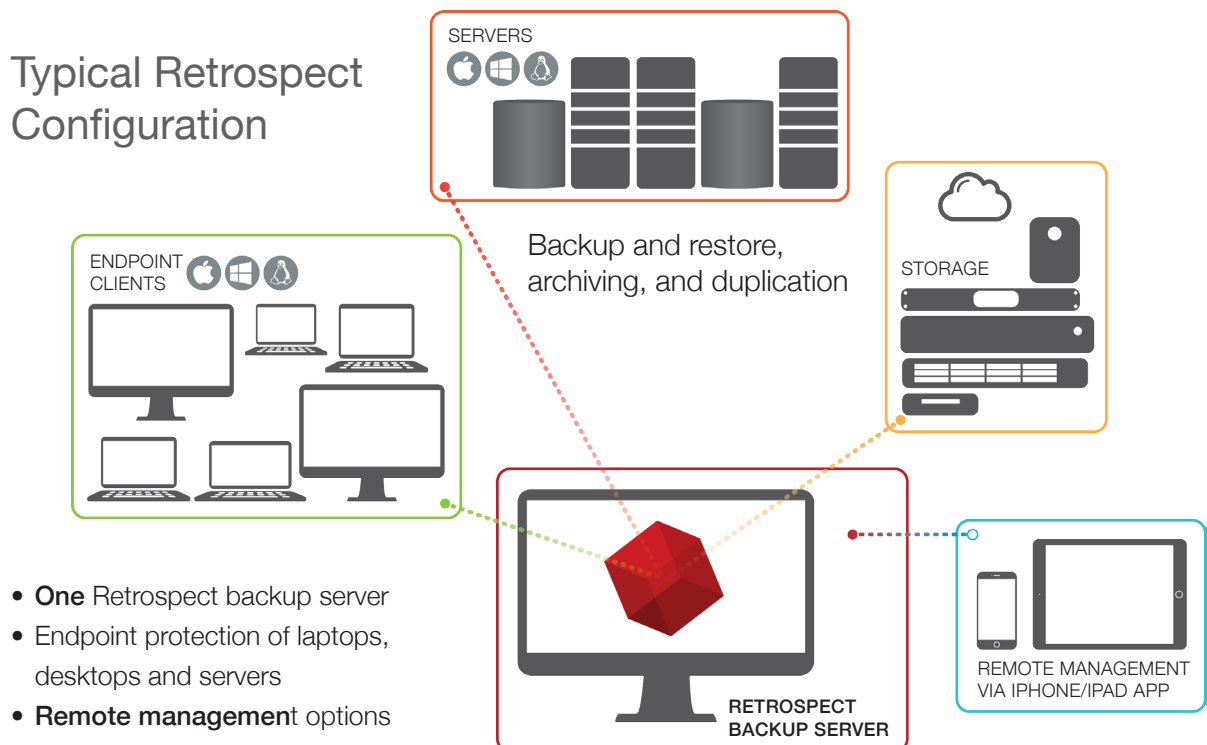 Typical Retrospect
Configuration
SERVERS
ENDPOINT
CLIENTS
Backup and restore,
archiving, and duplication
STORAGE
• One Retrospect backup server
• Endpoint protection of laptops,
desktops and servers
• Remote management options
RETROSPECT
BACKUP SERVER
REMOTE MANAGEMENT
VIA IPHONE/IPAD APP